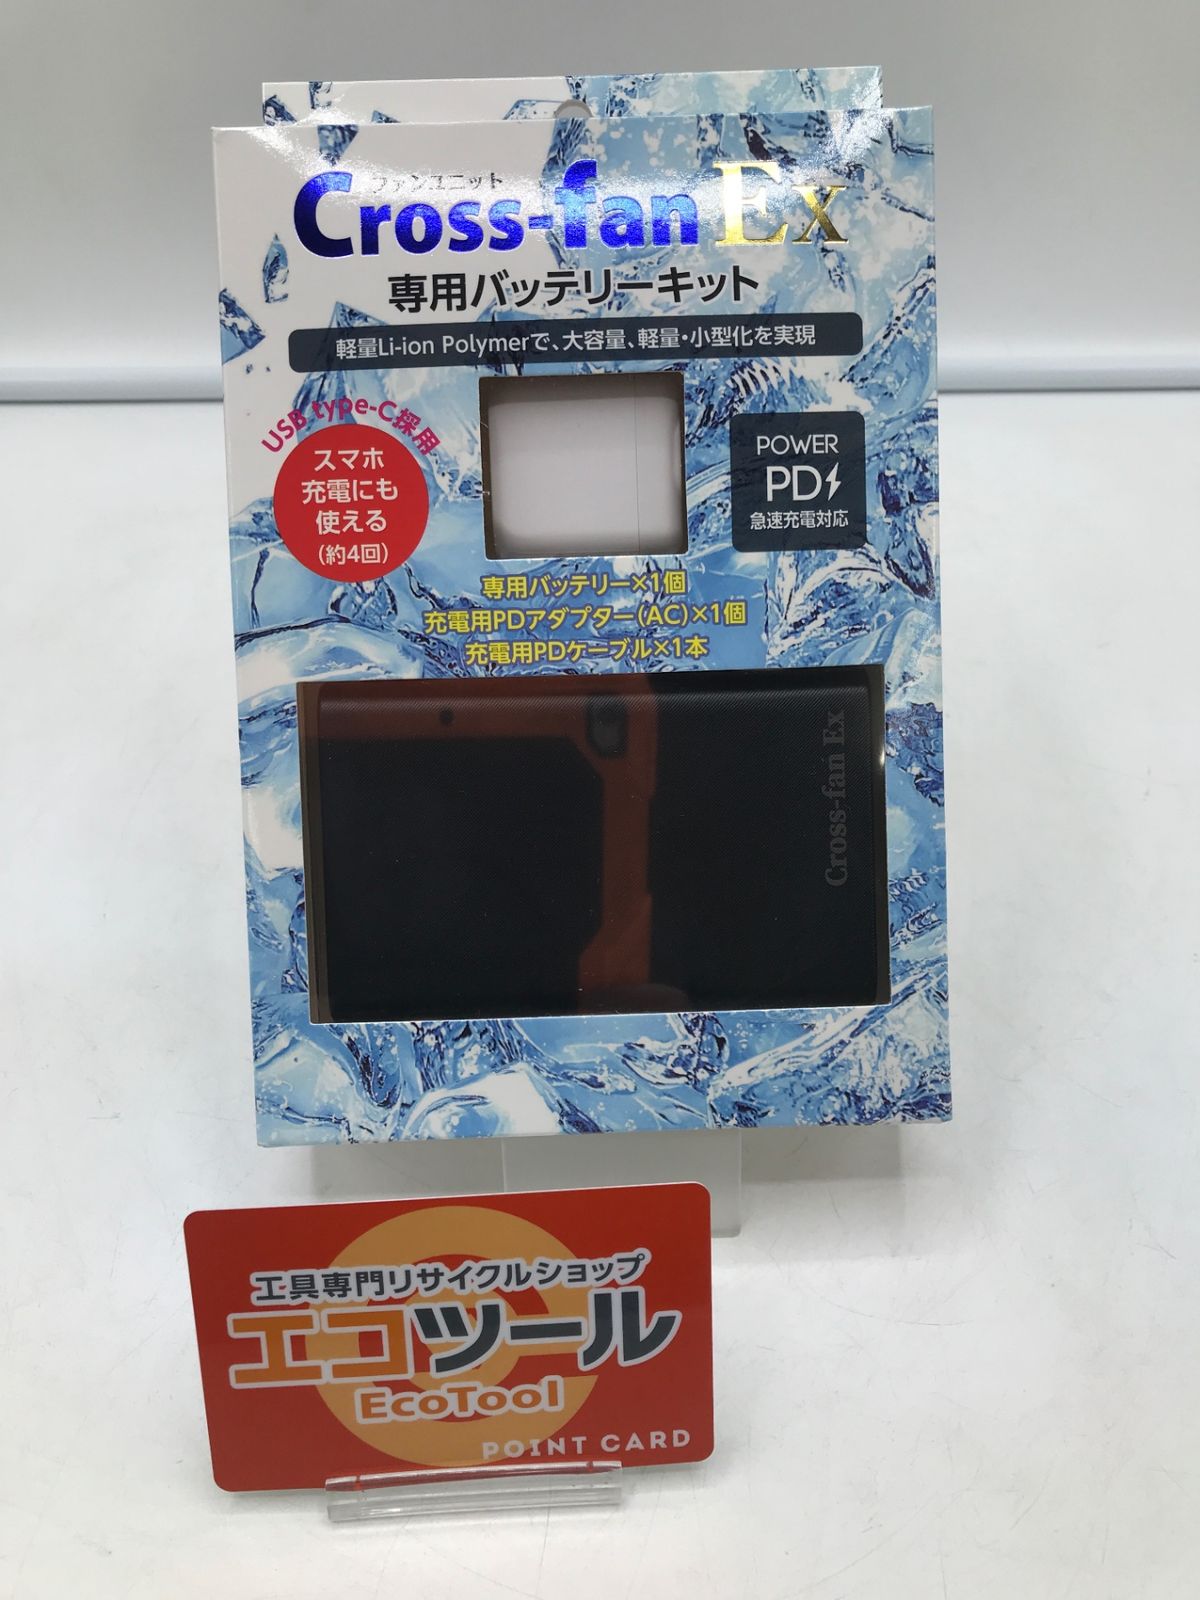 ファンユニット
Cross-fan Ex
専用バッテリーキット
軽量Li-ion Polymerで、大容量、軽量・小型化を実現
USB type-C採用
スマホ
充電にも
使える
(約4回)
POWER
PD
急速充電対応
専用バッテリー×1個
充電用PDアダプター(AC)×1個
充電用PDケーブル×1本
Cross-fan Ex
工具専門リサイクルショップ
エコツール
EcoTool
POINT CARD